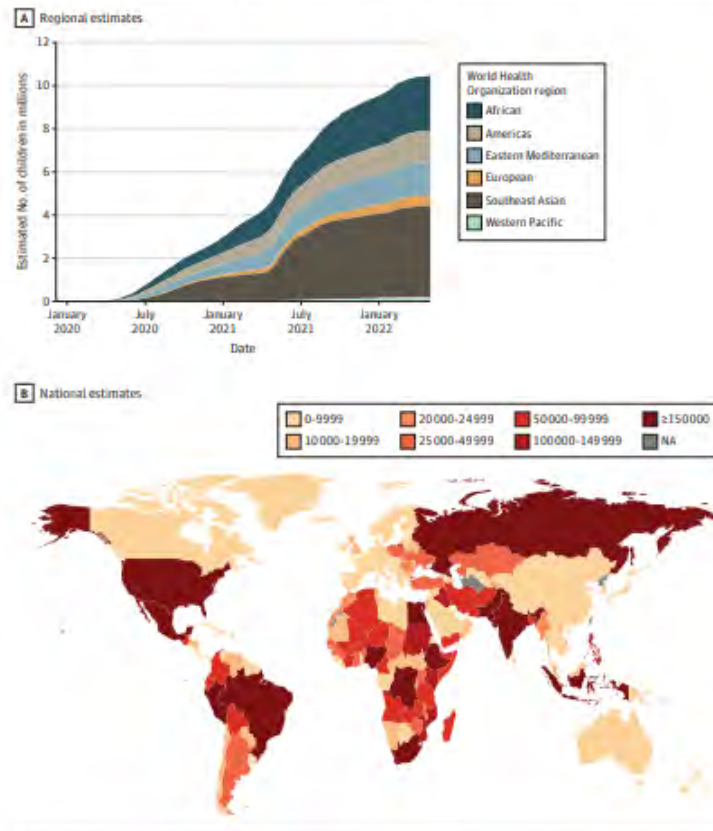 A Regional estimates
12
10
8
6
4
2
0
Estimated No. of children in millions
January 2020
July 2020
January 2021
July 2021
January 2022
Date
World Health
Organization region
African
Americas
Eastern Mediterranean
European
Southeast Asian
Western Pacific
B National estimates
0-9999
20000-24999
50000-99999
≥150000
10000-19999
25000-49999
100000-149999
NA